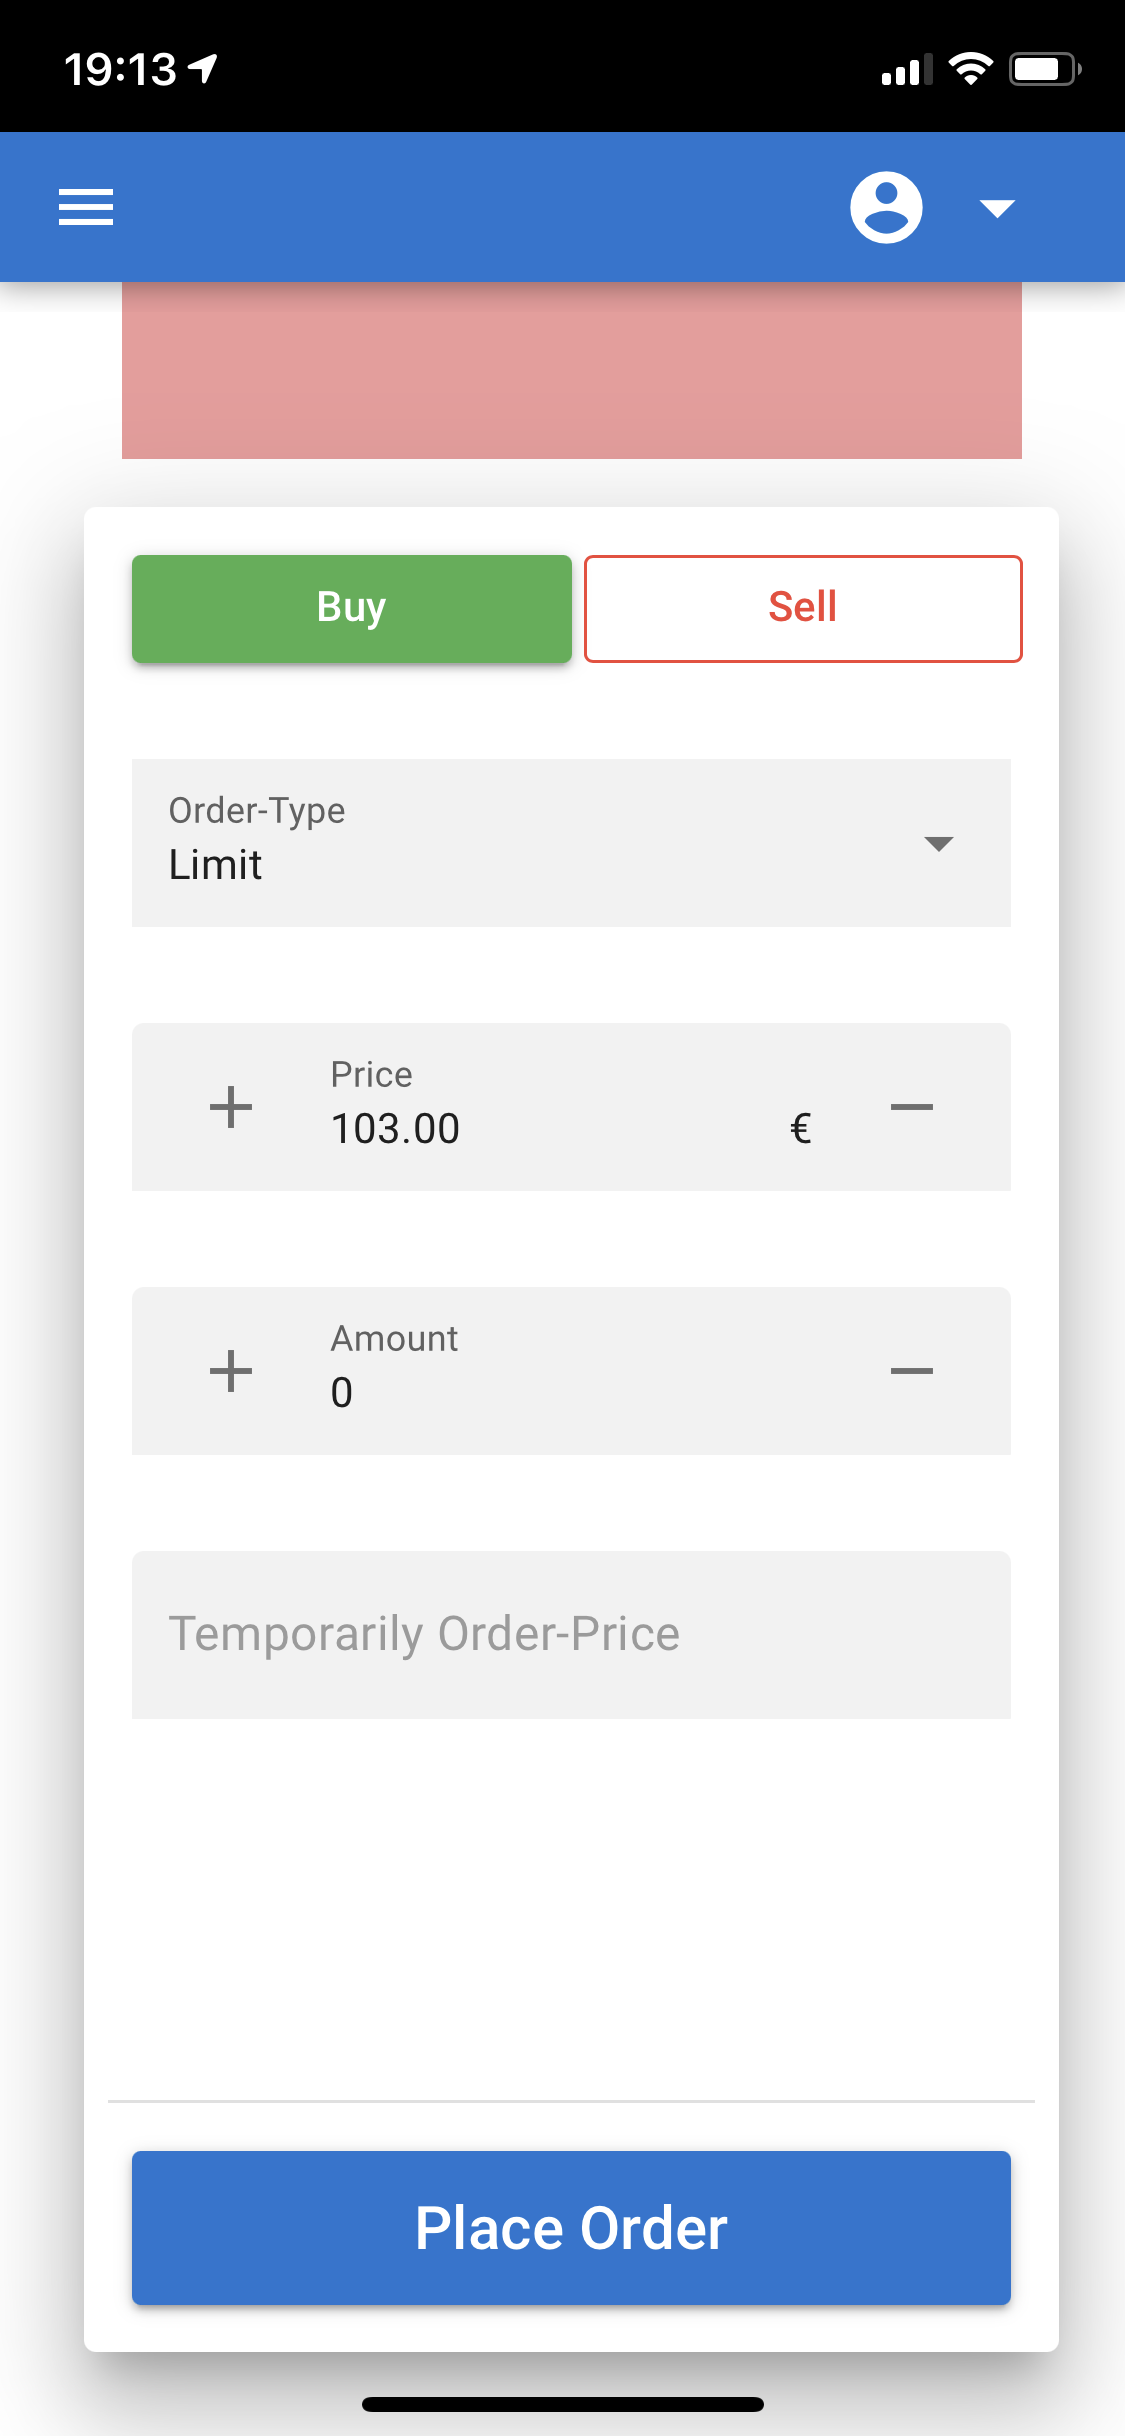 19:13
Buy
Sell
Order-Type
Limit
Price
103.00 €
Amount
0
Temporarily Order-Price
Place Order